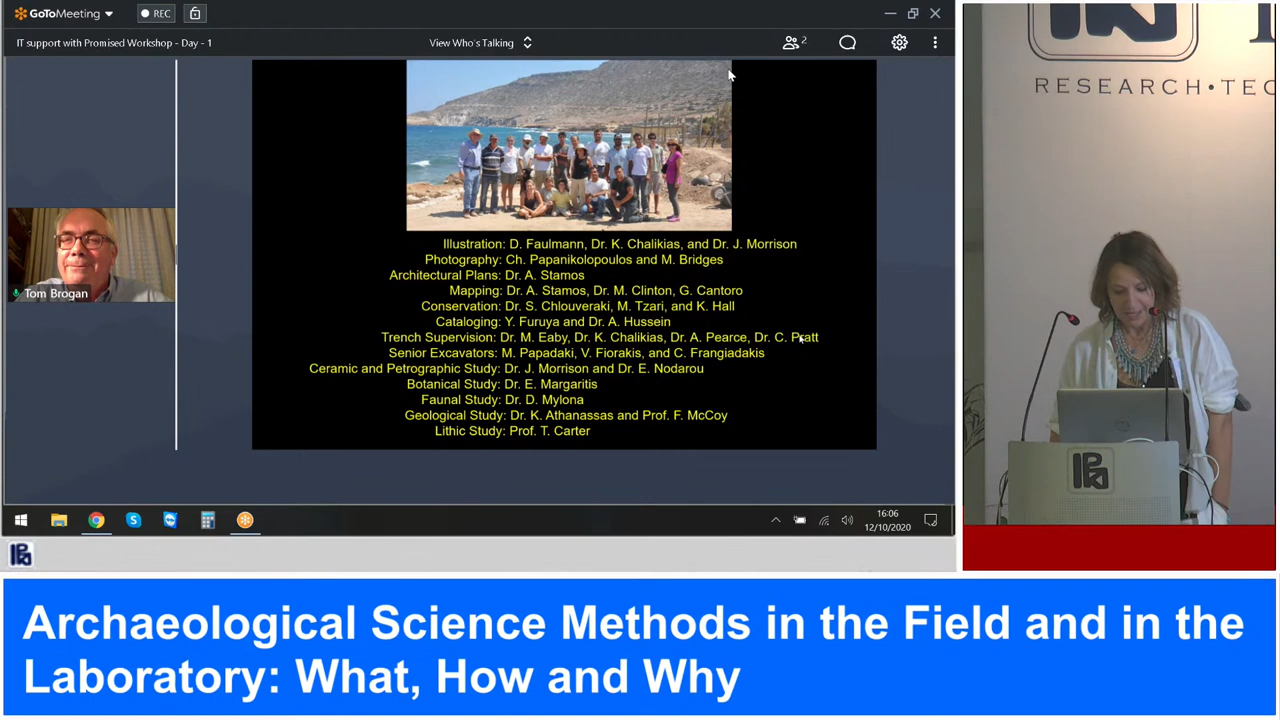 GoToMeeting
REC
IT support with Promised Workshop - Day - 1
View Who's Talking
2
Tom Brogan
Illustration: D. Faulmann, Dr. K. Chalikias, and Dr. J. Morrison
Photography: Ch. Papanikolopoulos and M. Bridges
Architectural Plans: Dr. A. Stamos
Mapping: Dr. A. Stamos, Dr. M. Clinton, G. Cantoro
Conservation: Dr. S. Chlouveraki, M. Tzari, and K. Hall
Cataloging: Y. Furuya and Dr. A. Hussein
Trench Supervision: Dr. M. Eaby, Dr. K. Chalikias, Dr. A. Pearce, Dr. C. Pratt
Senior Excavators: M. Papadaki, V. Fiorakis, and C. Frangiadakis
Ceramic and Petrographic Study: Dr. J. Morrison and Dr. E. Nodarou
Botanical Study: Dr. E. Margaritis
Faunal Study: Dr. D. Mylona
Geological Study: Dr. K. Athanassas and Prof. F. McCoy
Lithic Study: Prof. T. Carter
16:06
12/10/2020
RESEARCH•TEC
Archaeological Science Methods in the Field and in the
Laboratory: What, How and Why